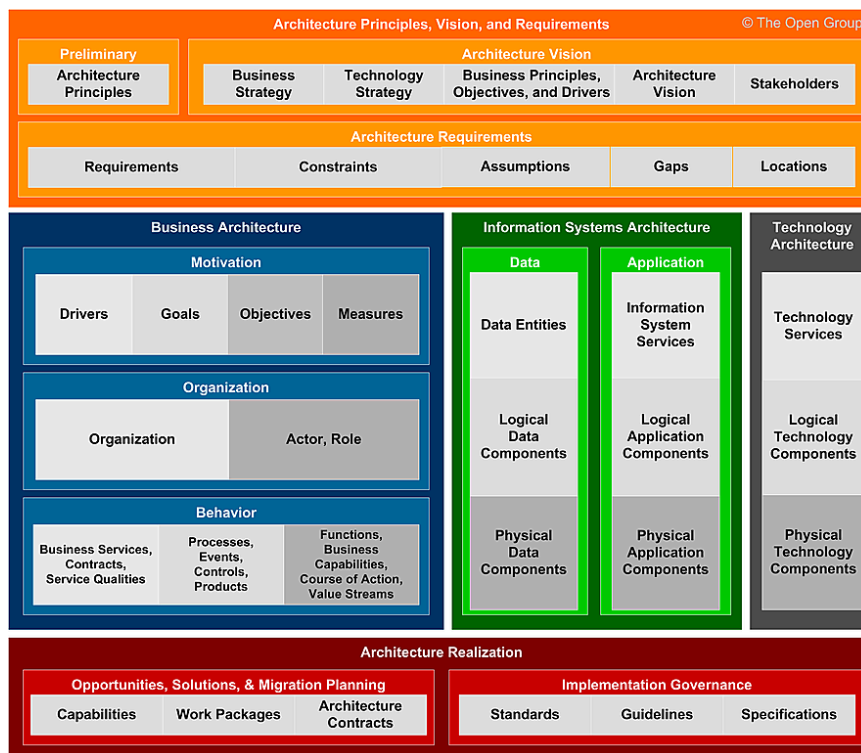 Architecture Principles, Vision, and Requirements
© The Open Group
Preliminary
Architecture
Principles
Architecture Vision
Business
Strategy
Technology
Strategy
Business Principles,
Objectives, and Drivers
Architecture
Vision
Stakeholders
Architecture Requirements
Requirements
Constraints
Assumptions
Gaps
Locations
Business Architecture
Motivation
Drivers
Goals
Objectives
Measures
Organization
Organization
Actor, Role
Behavior
Business Services,
Contracts,
Service Qualities
Processes,
Events,
Controls,
Products
Functions,
Business
Capabilities,
Course of Action,
Value Streams
Information Systems Architecture
Data
Data Entities
Logical
Data
Components
Physical
Data
Components
Application
Information
System
Services
Logical
Application
Components
Physical
Application
Components
Technology
Architecture
Technology
Services
Logical
Technology
Components
Physical
Technology
Components
Architecture Realization
Opportunities, Solutions, & Migration Planning
Capabilities
Work Packages
Architecture
Contracts
Implementation Governance
Standards
Guidelines
Specifications